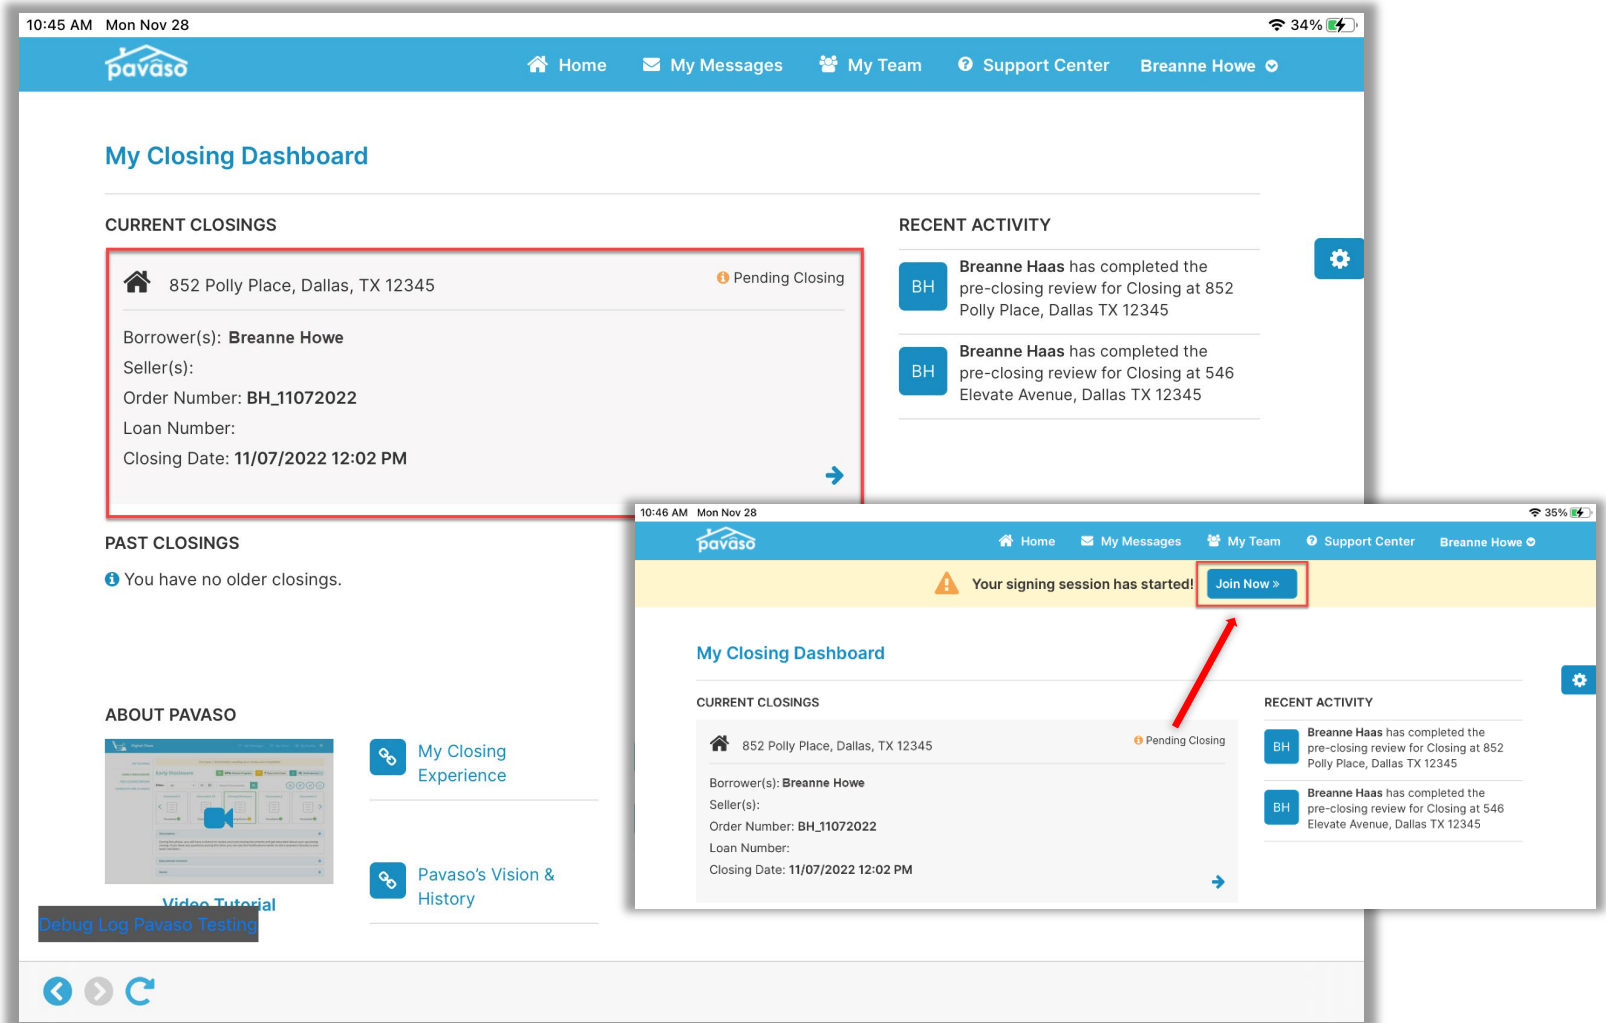 10:45 AM Mon Nov 28
34%
pavaso
Home My Messages My Team Support Center Breanne Howe
My Closing Dashboard
CURRENT CLOSINGS
852 Polly Place, Dallas, TX 12345
Pending Closing
Borrower(s): Breanne Howe
Seller(s):
Order Number: BH_11072022
Loan Number:
Closing Date: 11/07/2022 12:02 PM
RECENT ACTIVITY
BH
Breanne Haas has completed the
pre-closing review for Closing at 852
Polly Place, Dallas TX 12345
BH
Breanne Haas has completed the
pre-closing review for Closing at 546
Elevate Avenue, Dallas TX 12345
PAST CLOSINGS
You have no older closings.
ABOUT PAVASO
Video Tutorial
Debug Log Pavaso Testing
My Closing
Experience
Pavaso's Vision &
History
10:46 AM Mon Nov 28
35%
pavaso
Home My Messages My Team Support Center Breanne Howe
Your signing session has started!
Join Now »
My Closing Dashboard
CURRENT CLOSINGS
852 Polly Place, Dallas, TX 12345
Pending Closing
Borrower(s): Breanne Howe
Seller(s):
Order Number: BH_11072022
Loan Number:
Closing Date: 11/07/2022 12:02 PM
RECENT ACTIVITY
BH
Breanne Haas has completed the
pre-closing review for Closing at 852
Polly Place, Dallas TX 12345
BH
Breanne Haas has completed the
pre-closing review for Closing at 546
Elevate Avenue, Dallas TX 12345